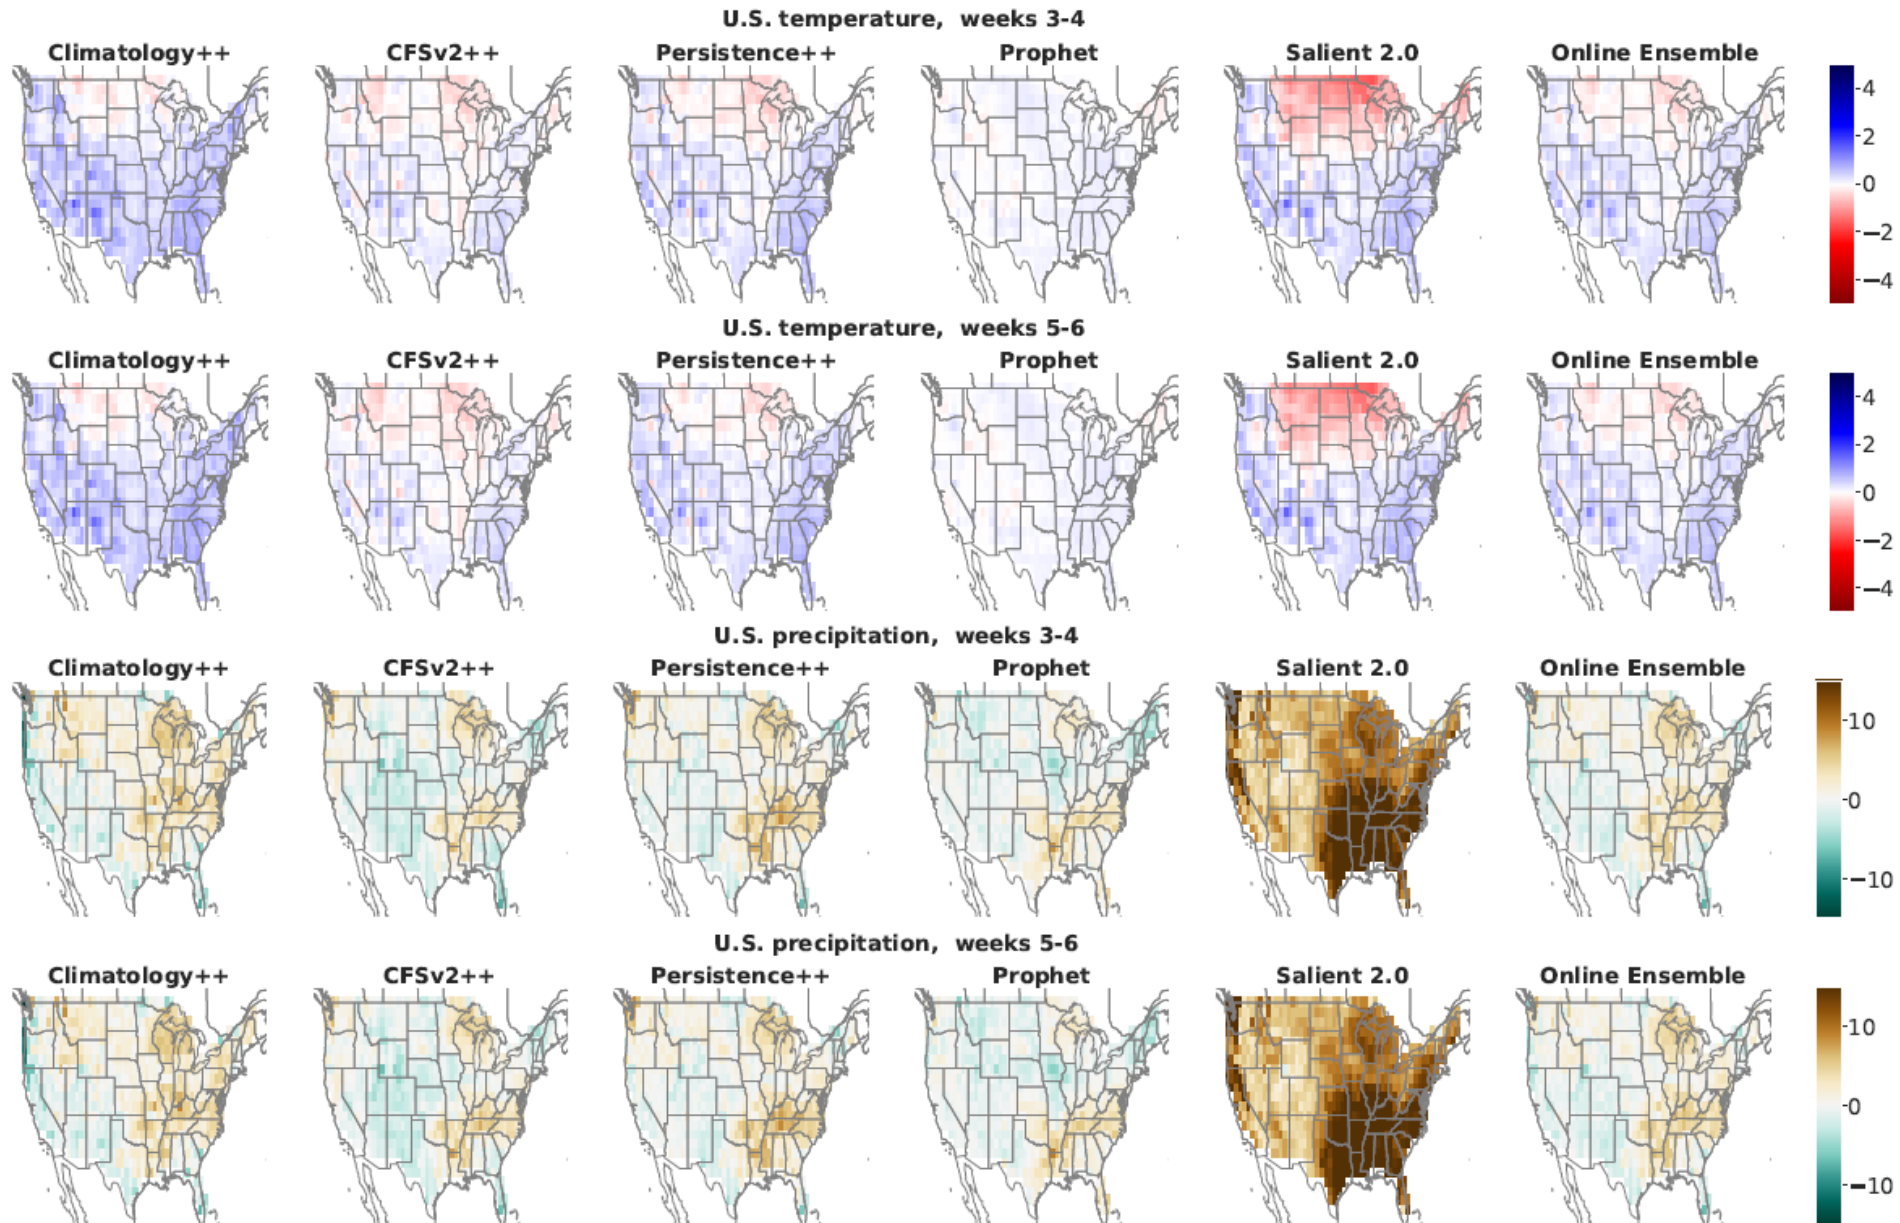 U.S. temperature, weeks 3-4
Climatology++ CFSv2++ Persistence++ Prophet Salient 2.0 Online Ensemble
4
2
0
−2
−4
U.S. temperature, weeks 5-6
Climatology++ CFSv2++ Persistence++ Prophet Salient 2.0 Online Ensemble
4
2
0
−2
−4
U.S. precipitation, weeks 3-4
Climatology++ CFSv2++ Persistence++ Prophet Salient 2.0 Online Ensemble
10
0
−10
U.S. precipitation, weeks 5-6
Climatology++ CFSv2++ Persistence++ Prophet Salient 2.0 Online Ensemble
10
0
−10